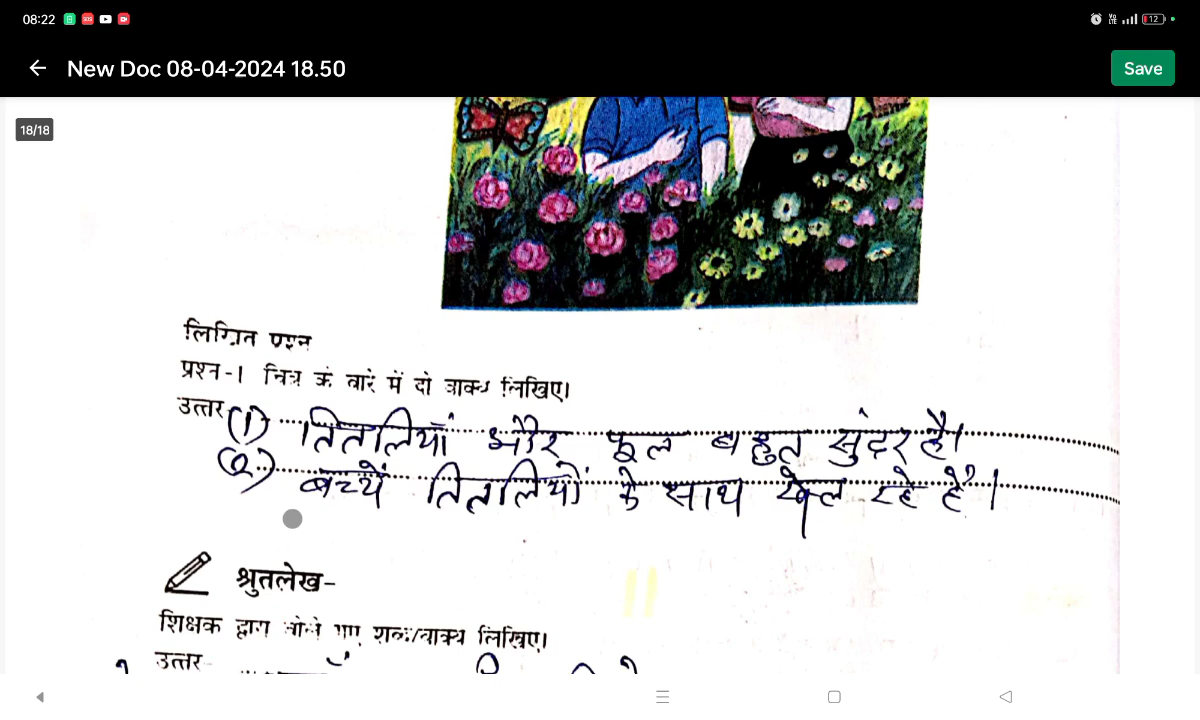 08:22
12
New Doc 08-04-2024 18.50
Save
18/18
लिखित प्रश्न
प्रश्न-1 चित्र के बारे में दो वाक्य लिखिए।
उत्तर
(1) तितलियाँ और फूल बहुत सुंदर है।
(2) बच्चें तितलियों के साथ खेल रहे हैं।
श्रुतलेख-
शिक्षक द्वारा बोले गए शब्द/वाक्य लिखिए।
उत्तर-